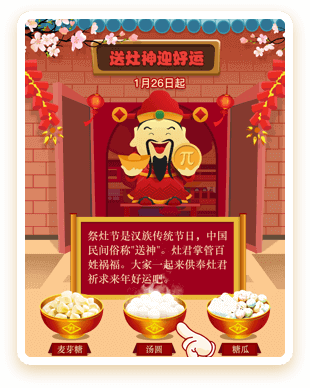 送灶神迎好运
1月26日起
π
祭灶节是汉族传统节日，中国
民间俗称"送神"。灶君掌管百
姓祸福。大家一起来供奉灶君
祈求来年好运吧。
麦芽糖
汤圆
糖瓜